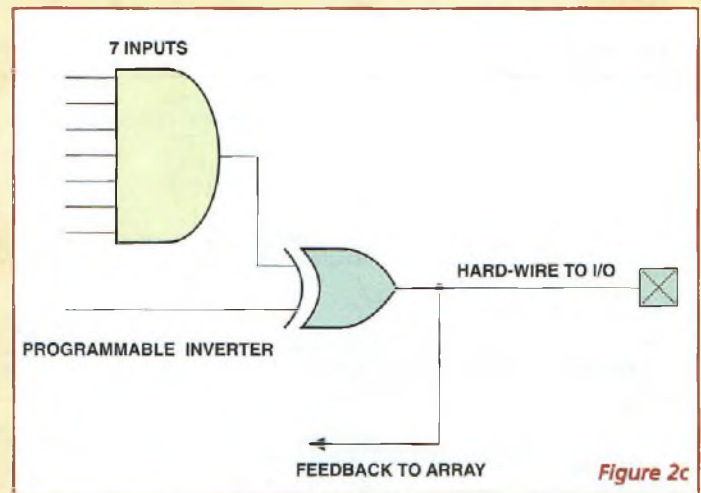 7 INPUTS
HARD-WIRE TO I/O
PROGRAMMABLE INVERTER
FEEDBACK TO ARRAY
Figure 2c